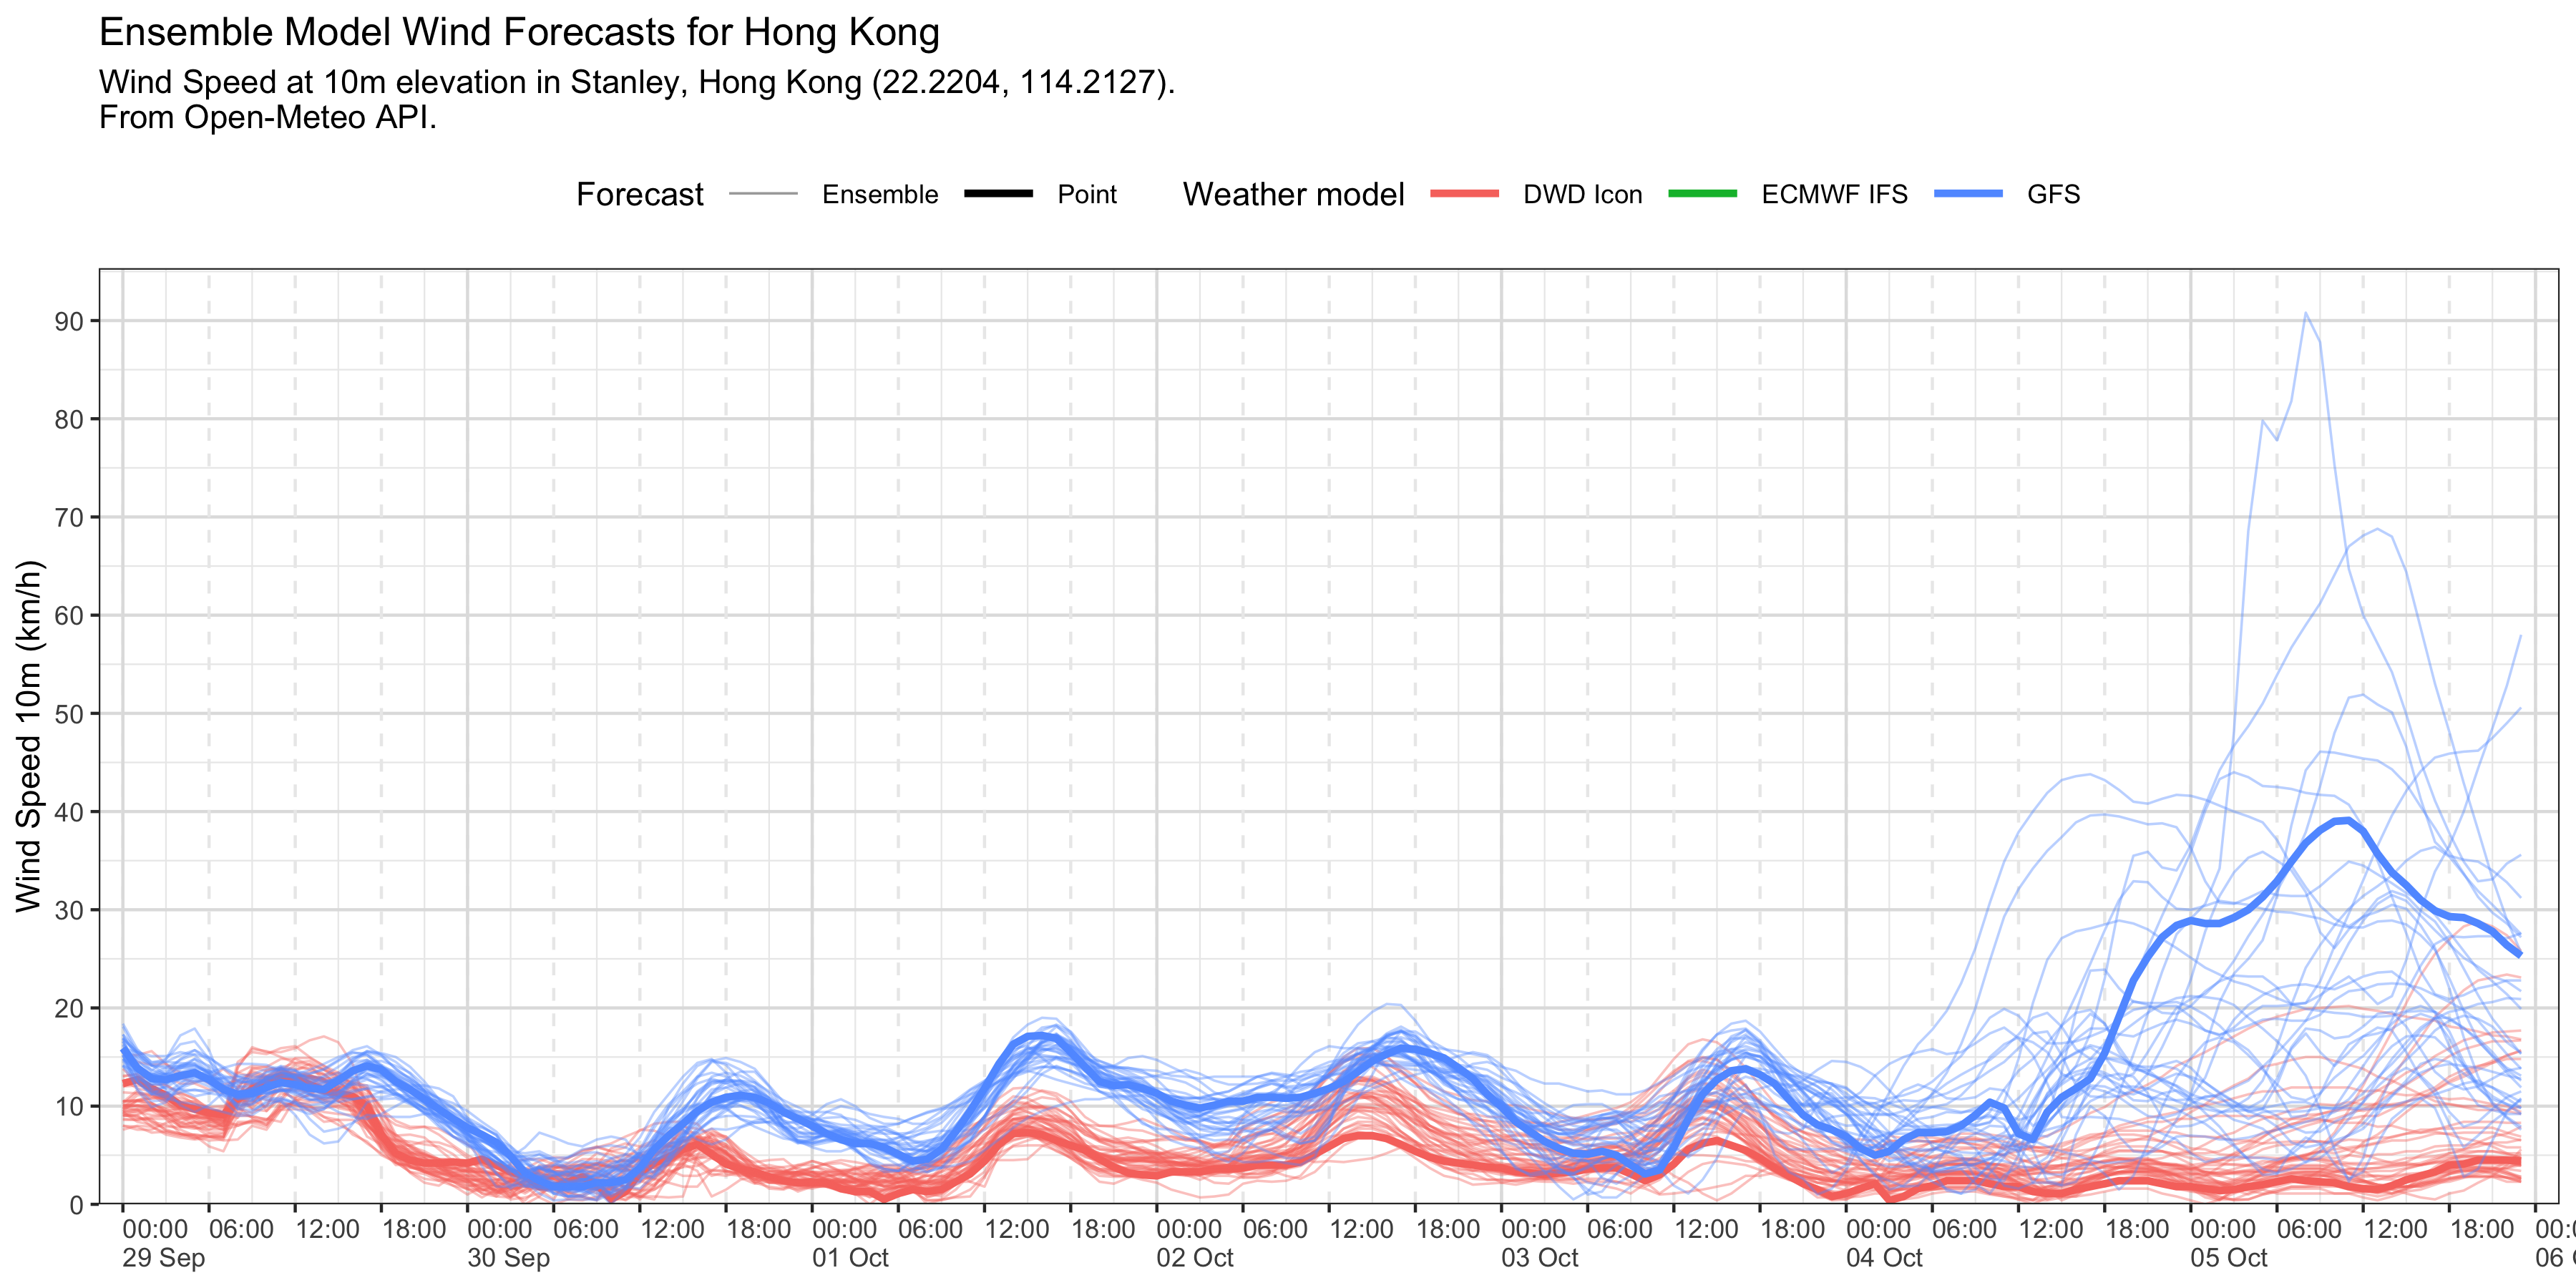 Ensemble Model Wind Forecasts for Hong Kong
Wind Speed at 10m elevation in Stanley, Hong Kong (22.2204, 114.2127).
From Open-Meteo API.
Forecast Ensemble Point Weather model DWD Icon ECMWF IFS GFS
Wind Speed 10m (km/h)
90
80
70
60
50
40
30
20
10
0
00:00 06:00 12:00 18:00 00:00 06:00 12:00 18:00 00:00 06:00 12:00 18:00 00:00 06:00 12:00 18:00 00:00 06:00 12:00 18:00 00:00 06:00 12:00 18:00 00:00 06:00 12:00 18:00 00:0
29 Sep 30 Sep 01 Oct 02 Oct 03 Oct 04 Oct 05 Oct 06